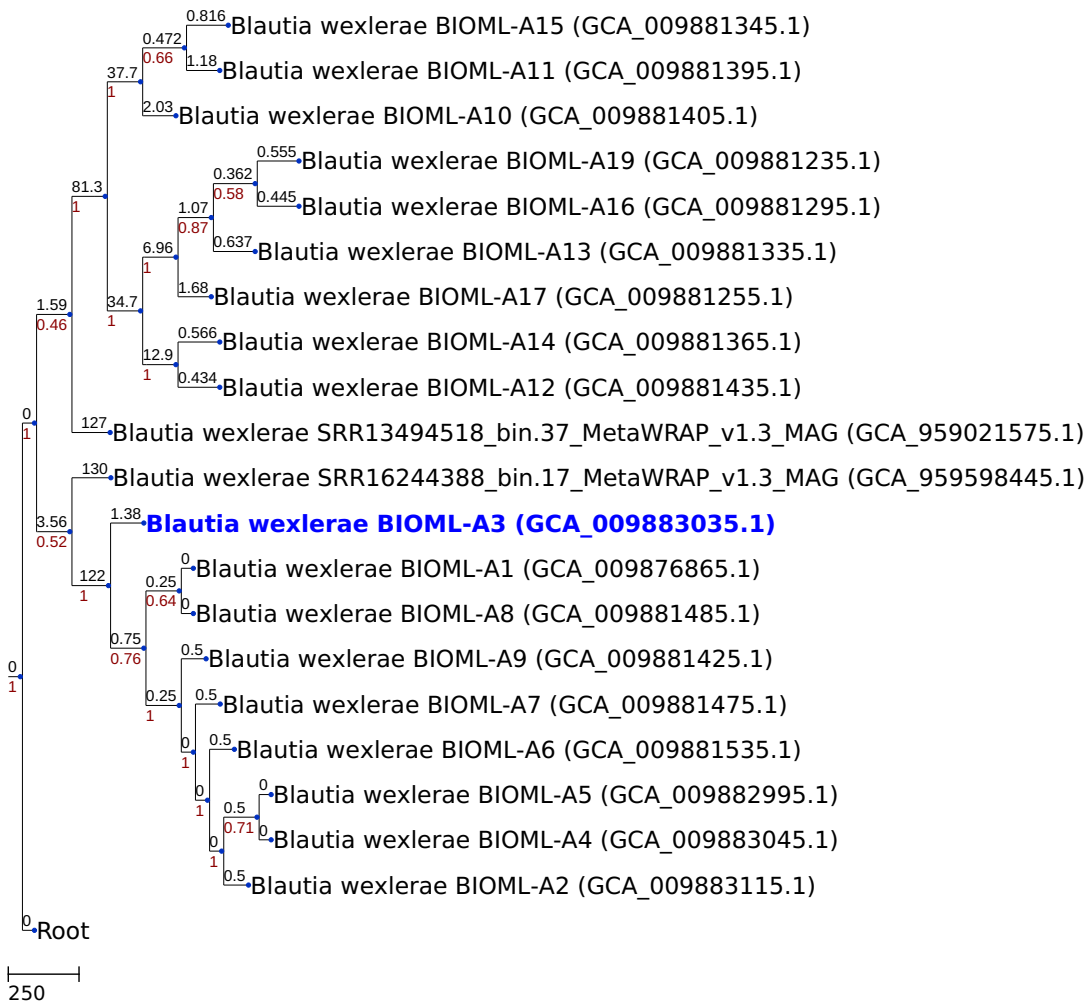 0.816
Blautia wexlerae BIOML-A15 (GCA_009881345.1)
0.472
0.66
1.18
Blautia wexlerae BIOML-A11 (GCA_009881395.1)
37.7
1
2.03
Blautia wexlerae BIOML-A10 (GCA_009881405.1)
0.555
Blautia wexlerae BIOML-A19 (GCA_009881235.1)
0.362
0.58
81.3
1
0.445
Blautia wexlerae BIOML-A16 (GCA_009881295.1)
1.07
0.87
0.637
Blautia wexlerae BIOML-A13 (GCA_009881335.1)
6.96
1
1.68
Blautia wexlerae BIOML-A17 (GCA_009881255.1)
1.59
0.46
34.7
1
0.566
Blautia wexlerae BIOML-A14 (GCA_009881365.1)
12.9
1
0.434
Blautia wexlerae BIOML-A12 (GCA_009881435.1)
0
1
127
Blautia wexlerae SRR13494518_bin.37_MetaWRAP_v1.3_MAG (GCA_959021575.1)
130
Blautia wexlerae SRR16244388_bin.17_MetaWRAP_v1.3_MAG (GCA_959598445.1)
3.56
0.52
1.38
Blautia wexlerae BIOML-A3 (GCA_009883035.1)
0
Blautia wexlerae BIOML-A1 (GCA_009876865.1)
122
1
0.25
0.64
0
Blautia wexlerae BIOML-A8 (GCA_009881485.1)
0.75
0.76
0.5
Blautia wexlerae BIOML-A9 (GCA_009881425.1)
0
1
0.25
1
0.5
Blautia wexlerae BIOML-A7 (GCA_009881475.1)
0
1
0.5
Blautia wexlerae BIOML-A6 (GCA_009881535.1)
0
1
0
Blautia wexlerae BIOML-A5 (GCA_009882995.1)
0.5
0.71
0
Blautia wexlerae BIOML-A4 (GCA_009883045.1)
0
1
0.5
Blautia wexlerae BIOML-A2 (GCA_009883115.1)
0
Root
250